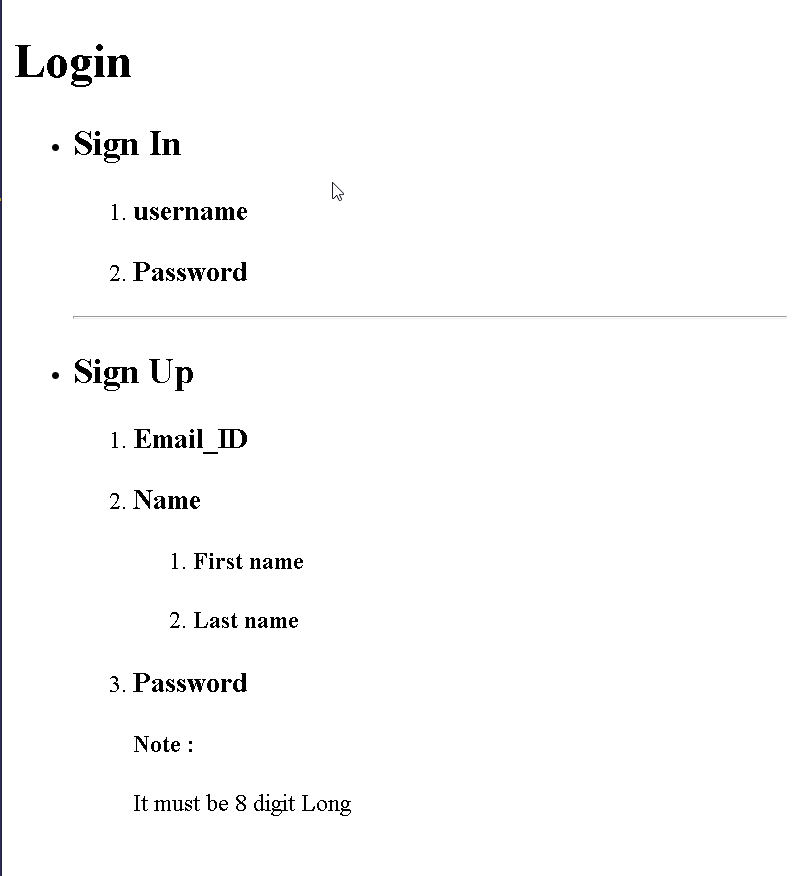 Login
• Sign In
1. username
2. Password
• Sign Up
1. Email_ID
2. Name
1. First name
2. Last name
3. Password
Note :
It must be 8 digit Long